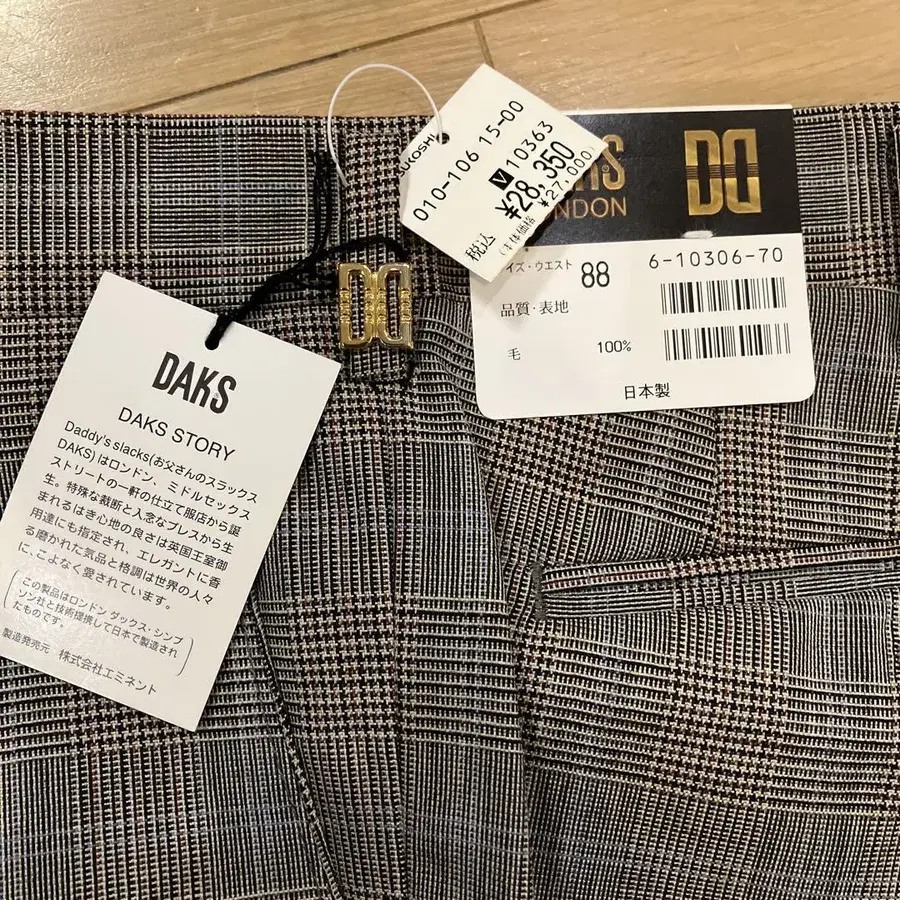 UKOSHI
010-106 15-00
V 10363
¥28,350
税込 (本体価格 ¥27,000)
LONDON
イズ・ウエスト 88 6-10306-70
品質・表地
毛 100%
日本製
DAKS
DAKS STORY
Daddy's slacks(お父さんのスラックス
DAKS)はロンドン、ミドルセックス
ストリートの一軒の仕立て服店から誕
生。特殊な裁断と入念なプレスから生
まれるはき心地の良さは英国王室御
用達にも指定され、エレガントに香
る磨かれた気品と格調は世界の人々
に、こよなく愛されています。
(この製品はロンドン ダックス・シンプ
ソン社と技術提携して日本で製造され
たものです。)
製造発売元 株式会社エミネント